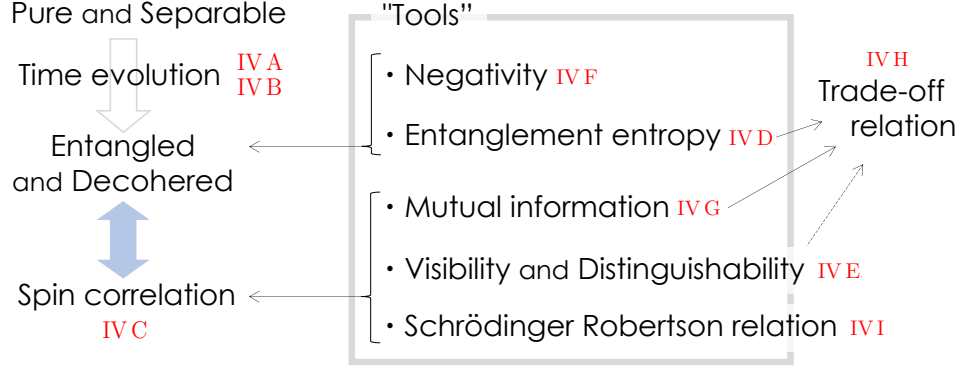 Pure and Separable
Time evolution
IV A
IV B
Entangled
and Decohered
Spin correlation
IV C
"Tools”
・Negativity IV F
・Entanglement entropy IV D
・Mutual information IV G
・Visibility and Distinguishability IV E
・Schrödinger Robertson relation IV I
IV H
Trade-off
relation